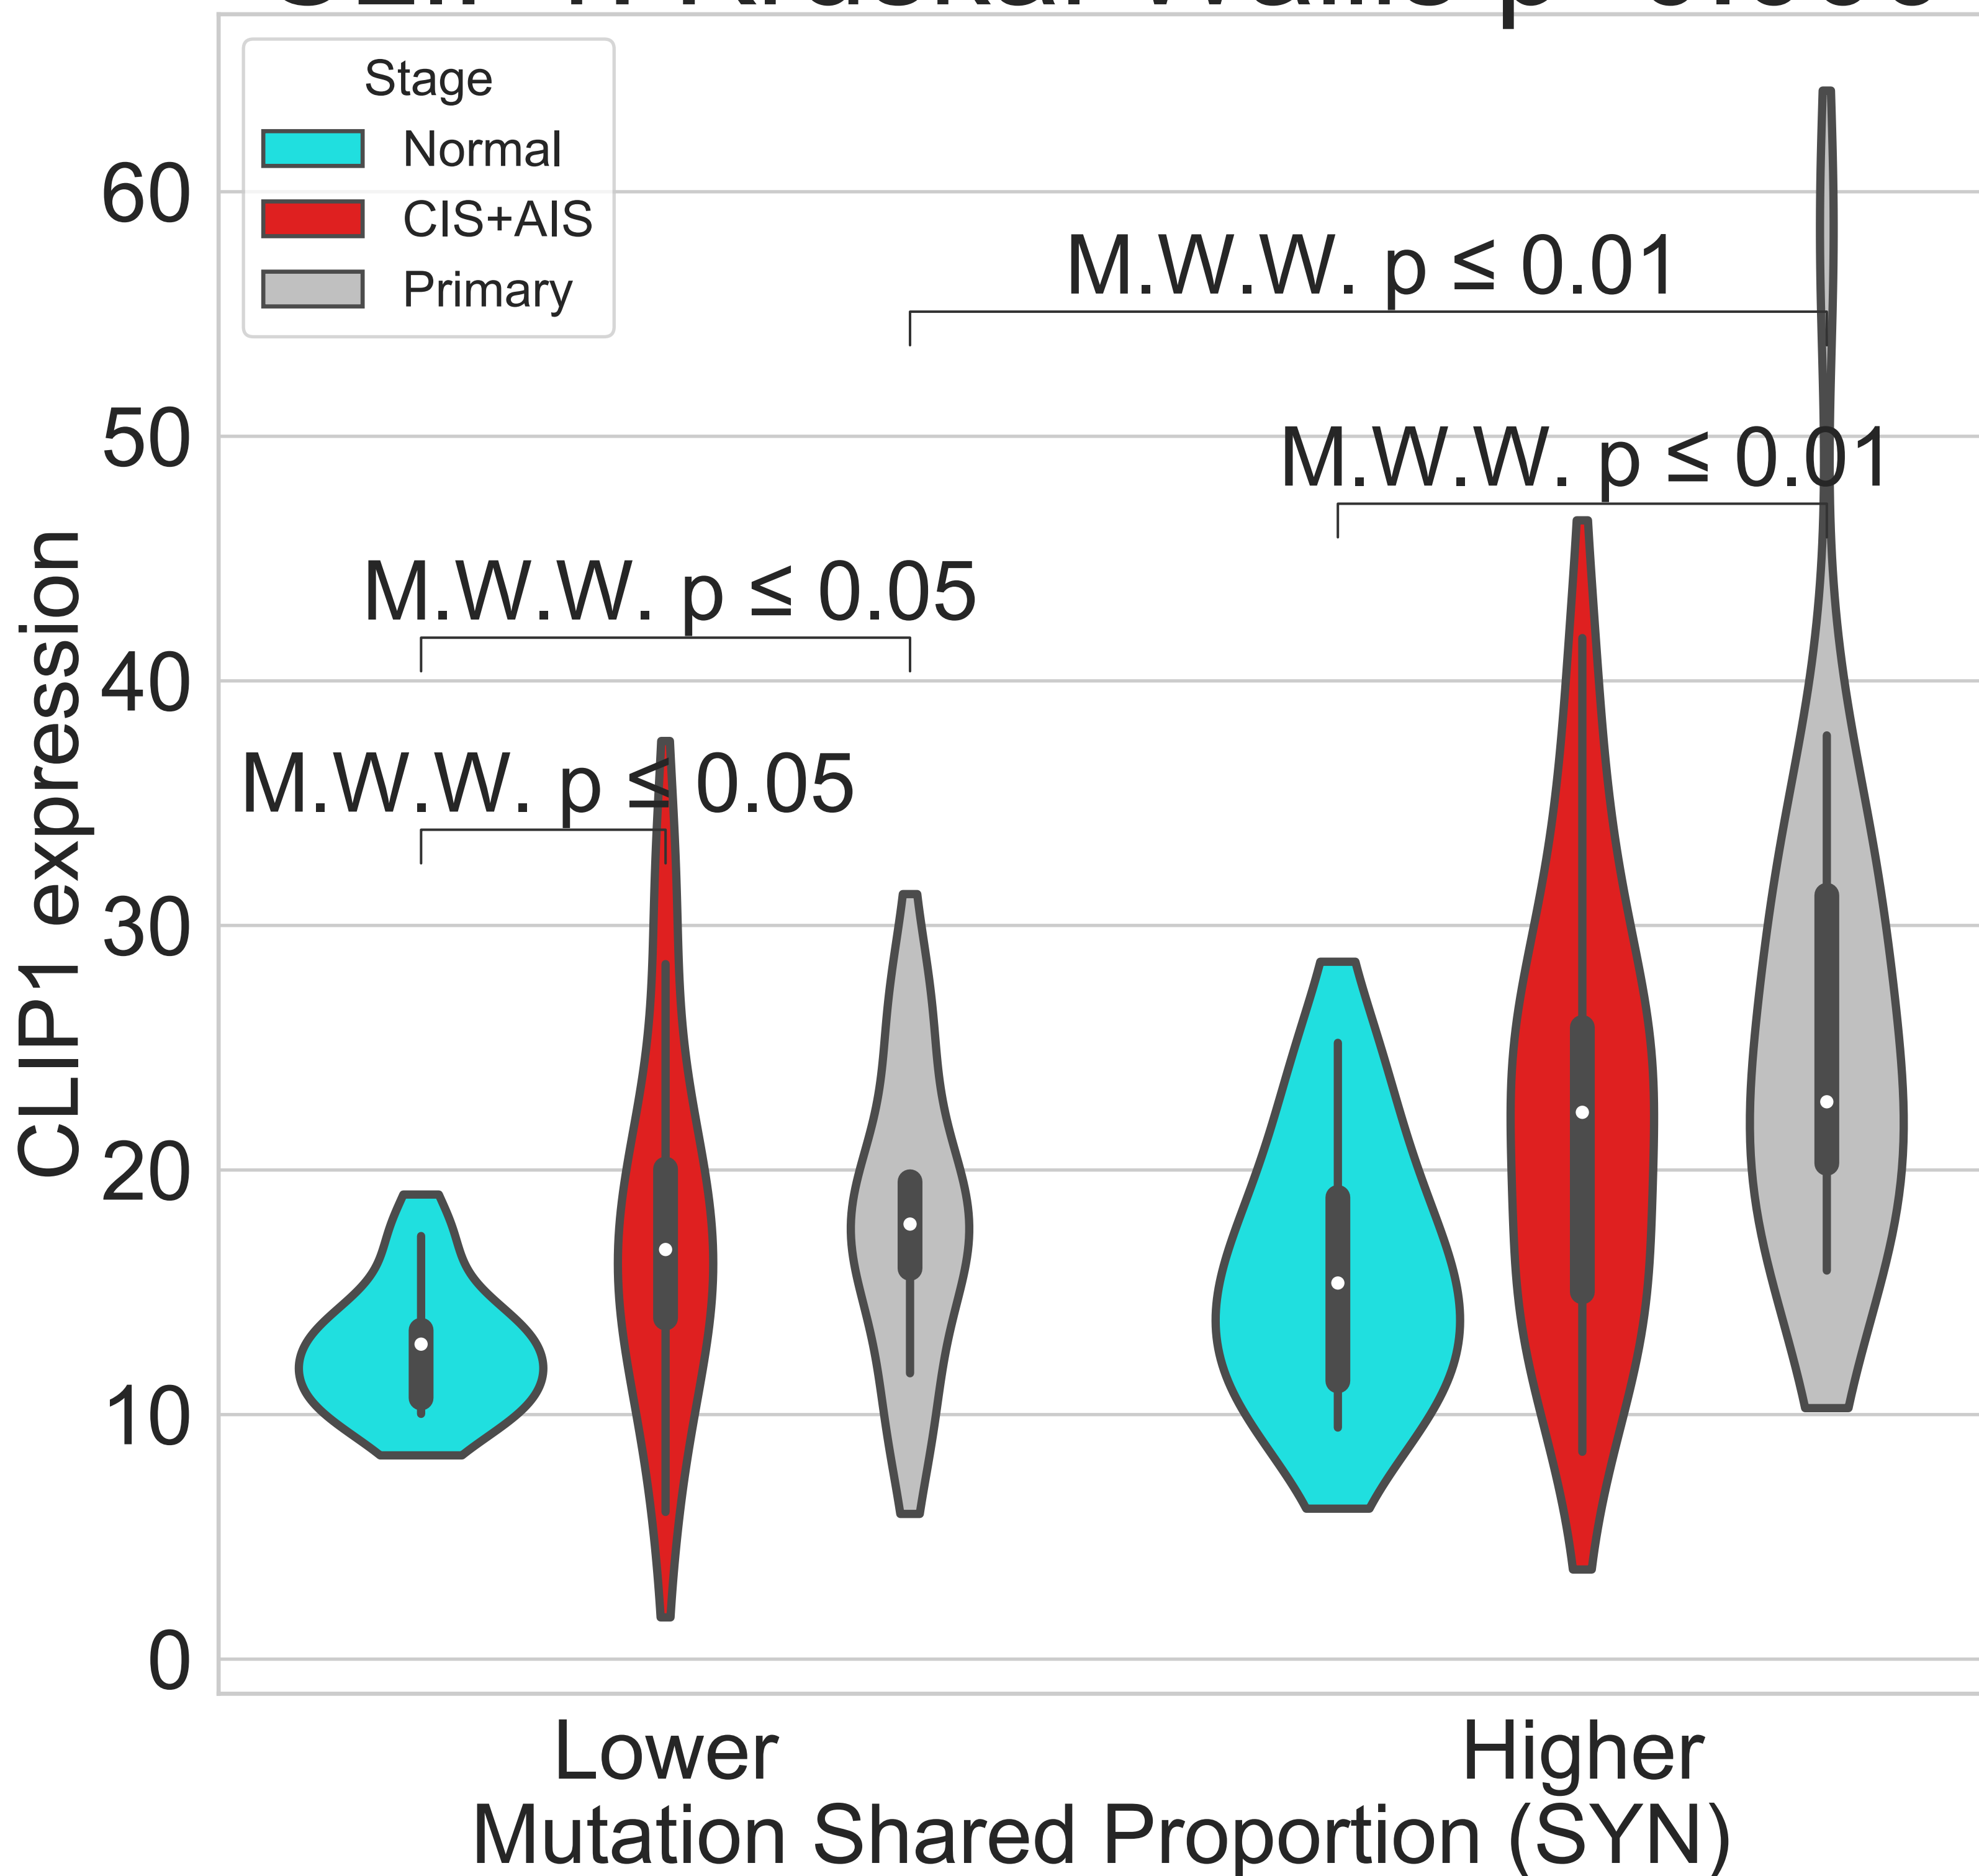 Stage
Normal
CIS+AIS
Primary
60
50
40
30
20
10
0
CLIP1 expression
M.W.W. p ≤ 0.01
M.W.W. p ≤ 0.01
M.W.W. p ≤ 0.05
M.W.W. p ≤ 0.05
Lower
Higher
Mutation Shared Proportion (SYN)